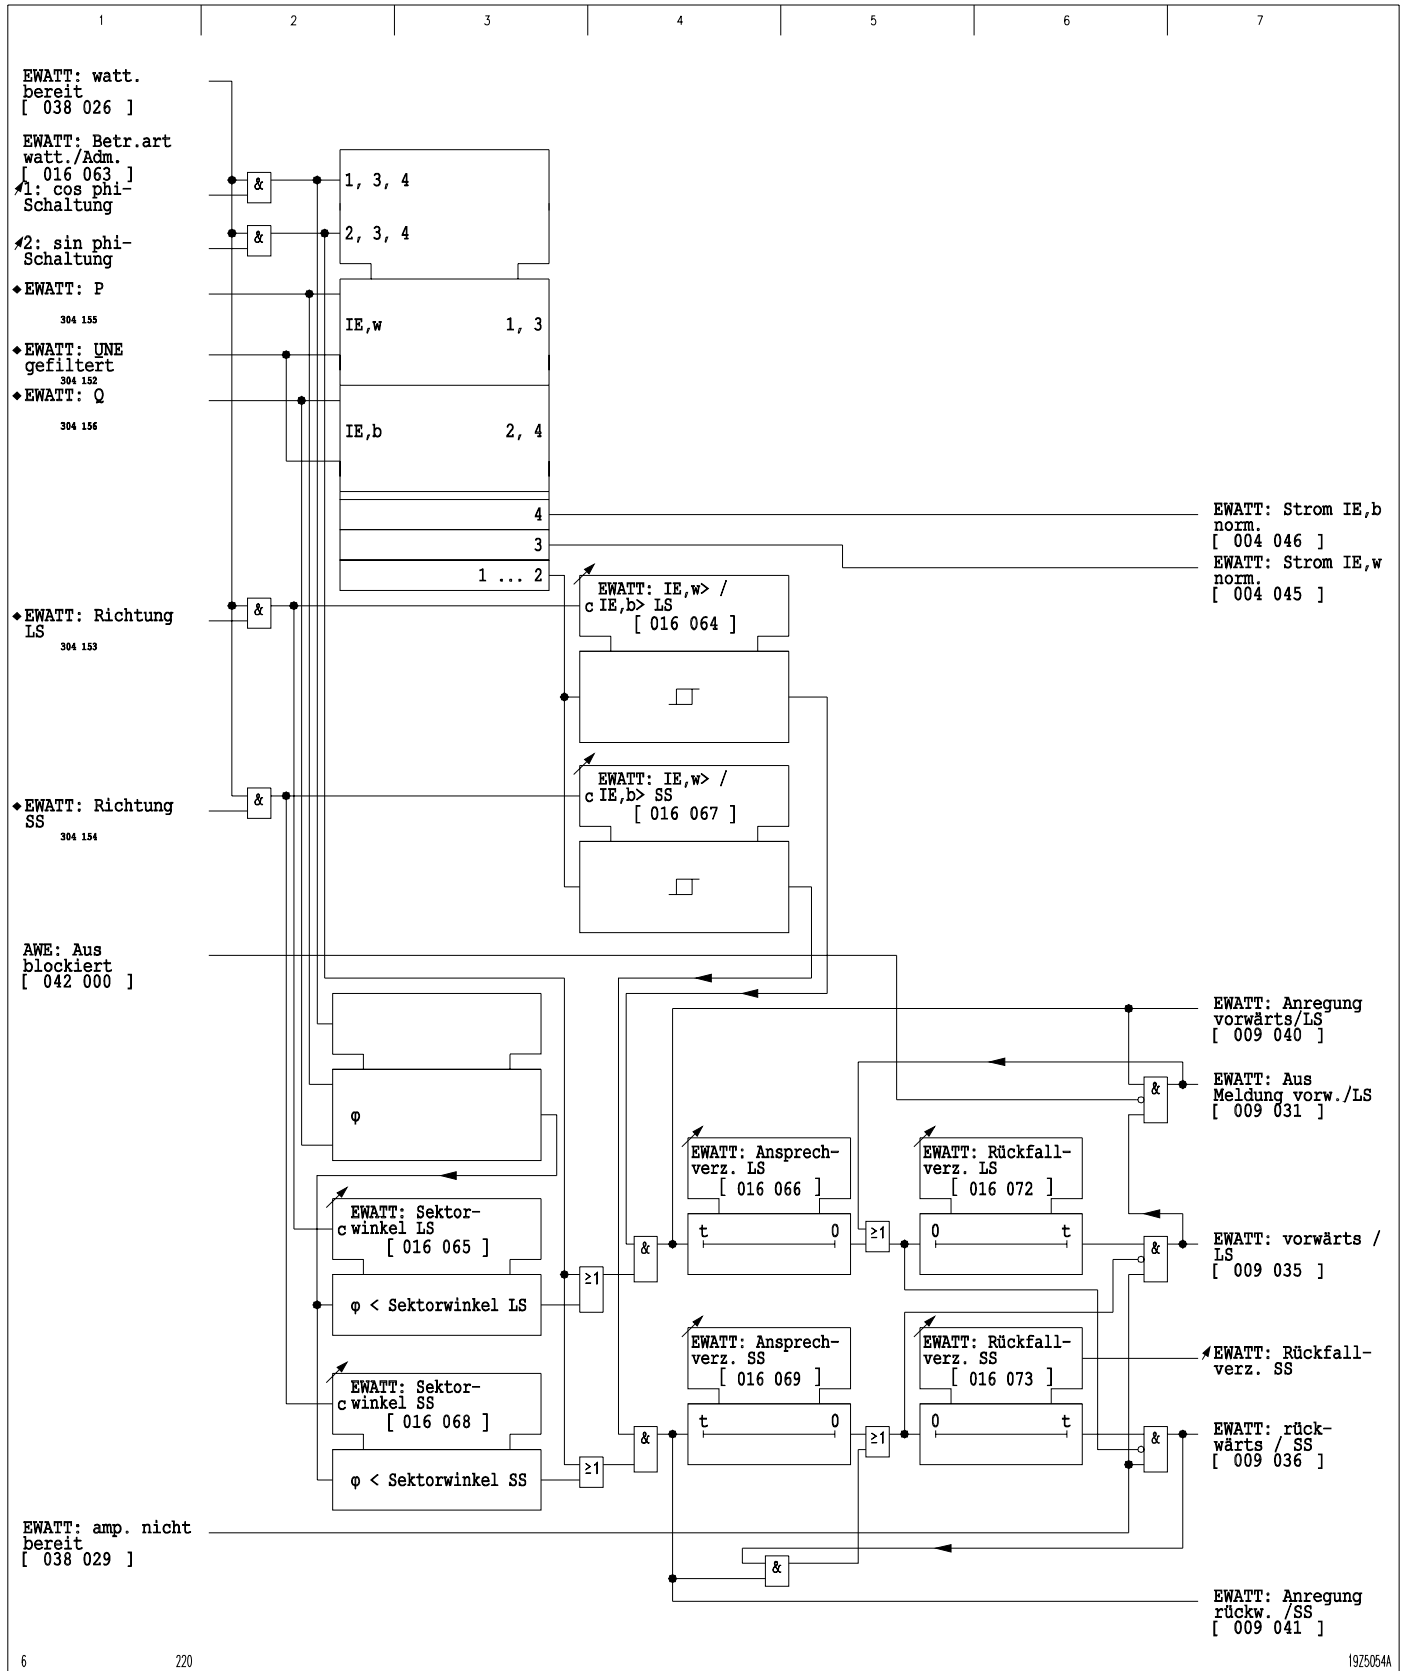 1 2 3 4 5 6 7
EWATT: watt.
bereit
[ 038 026 ]
EWATT: Betr.art
watt./Adm.
[ 016 063 ]
1: cos phi-
Schaltung
2: sin phi-
Schaltung
EWATT: P
304 155
EWATT: UNE
gefiltert
304 152
EWATT: Q
304 156
&
&
1, 3, 4
2, 3, 4
IE,w 1, 3
IE,b 2, 4
4
3
1 ... 2
EWATT: Strom IE,b
norm.
[ 004 046 ]
EWATT: Strom IE,w
norm.
[ 004 045 ]
EWATT: Richtung
LS
304 153
&
EWATT: IE,w> /
c IE,b> LS
[ 016 064 ]
EWATT: Richtung
SS
304 154
&
EWATT: IE,w> /
c IE,b> SS
[ 016 067 ]
AWE: Aus
blockiert
[ 042 000 ]
φ
EWATT: Anregung
vorwärts/LS
[ 009 040 ]
&
EWATT: Aus
Meldung vorw./LS
[ 009 031 ]
EWATT: Sektor-
c winkel LS
[ 016 065 ]
φ < Sektorwinkel LS
≥1
&
EWATT: Ansprech-
verz. LS
[ 016 066 ]
t 0
≥1
EWATT: Rückfall-
verz. LS
[ 016 072 ]
0 t
&
EWATT: vorwärts /
LS
[ 009 035 ]
EWATT: Sektor-
c winkel SS
[ 016 068 ]
φ < Sektorwinkel SS
≥1
&
EWATT: Ansprech-
verz. SS
[ 016 069 ]
t 0
≥1
EWATT: Rückfall-
verz. SS
[ 016 073 ]
0 t
&
EWATT: Rückfall-
verz. SS
EWATT: rück-
wärts / SS
[ 009 036 ]
EWATT: amp. nicht
bereit
[ 038 029 ]
&
EWATT: Anregung
rückw. /SS
[ 009 041 ]
6 220 19Z5054A